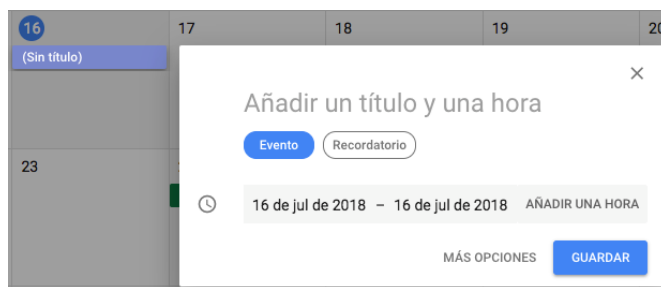 16 17 18 19 20
(Sin título)
Añadir un título y una hora
Evento Recordatorio
23
16 de jul de 2018 – 16 de jul de 2018 AÑADIR UNA HORA
MÁS OPCIONES GUARDAR